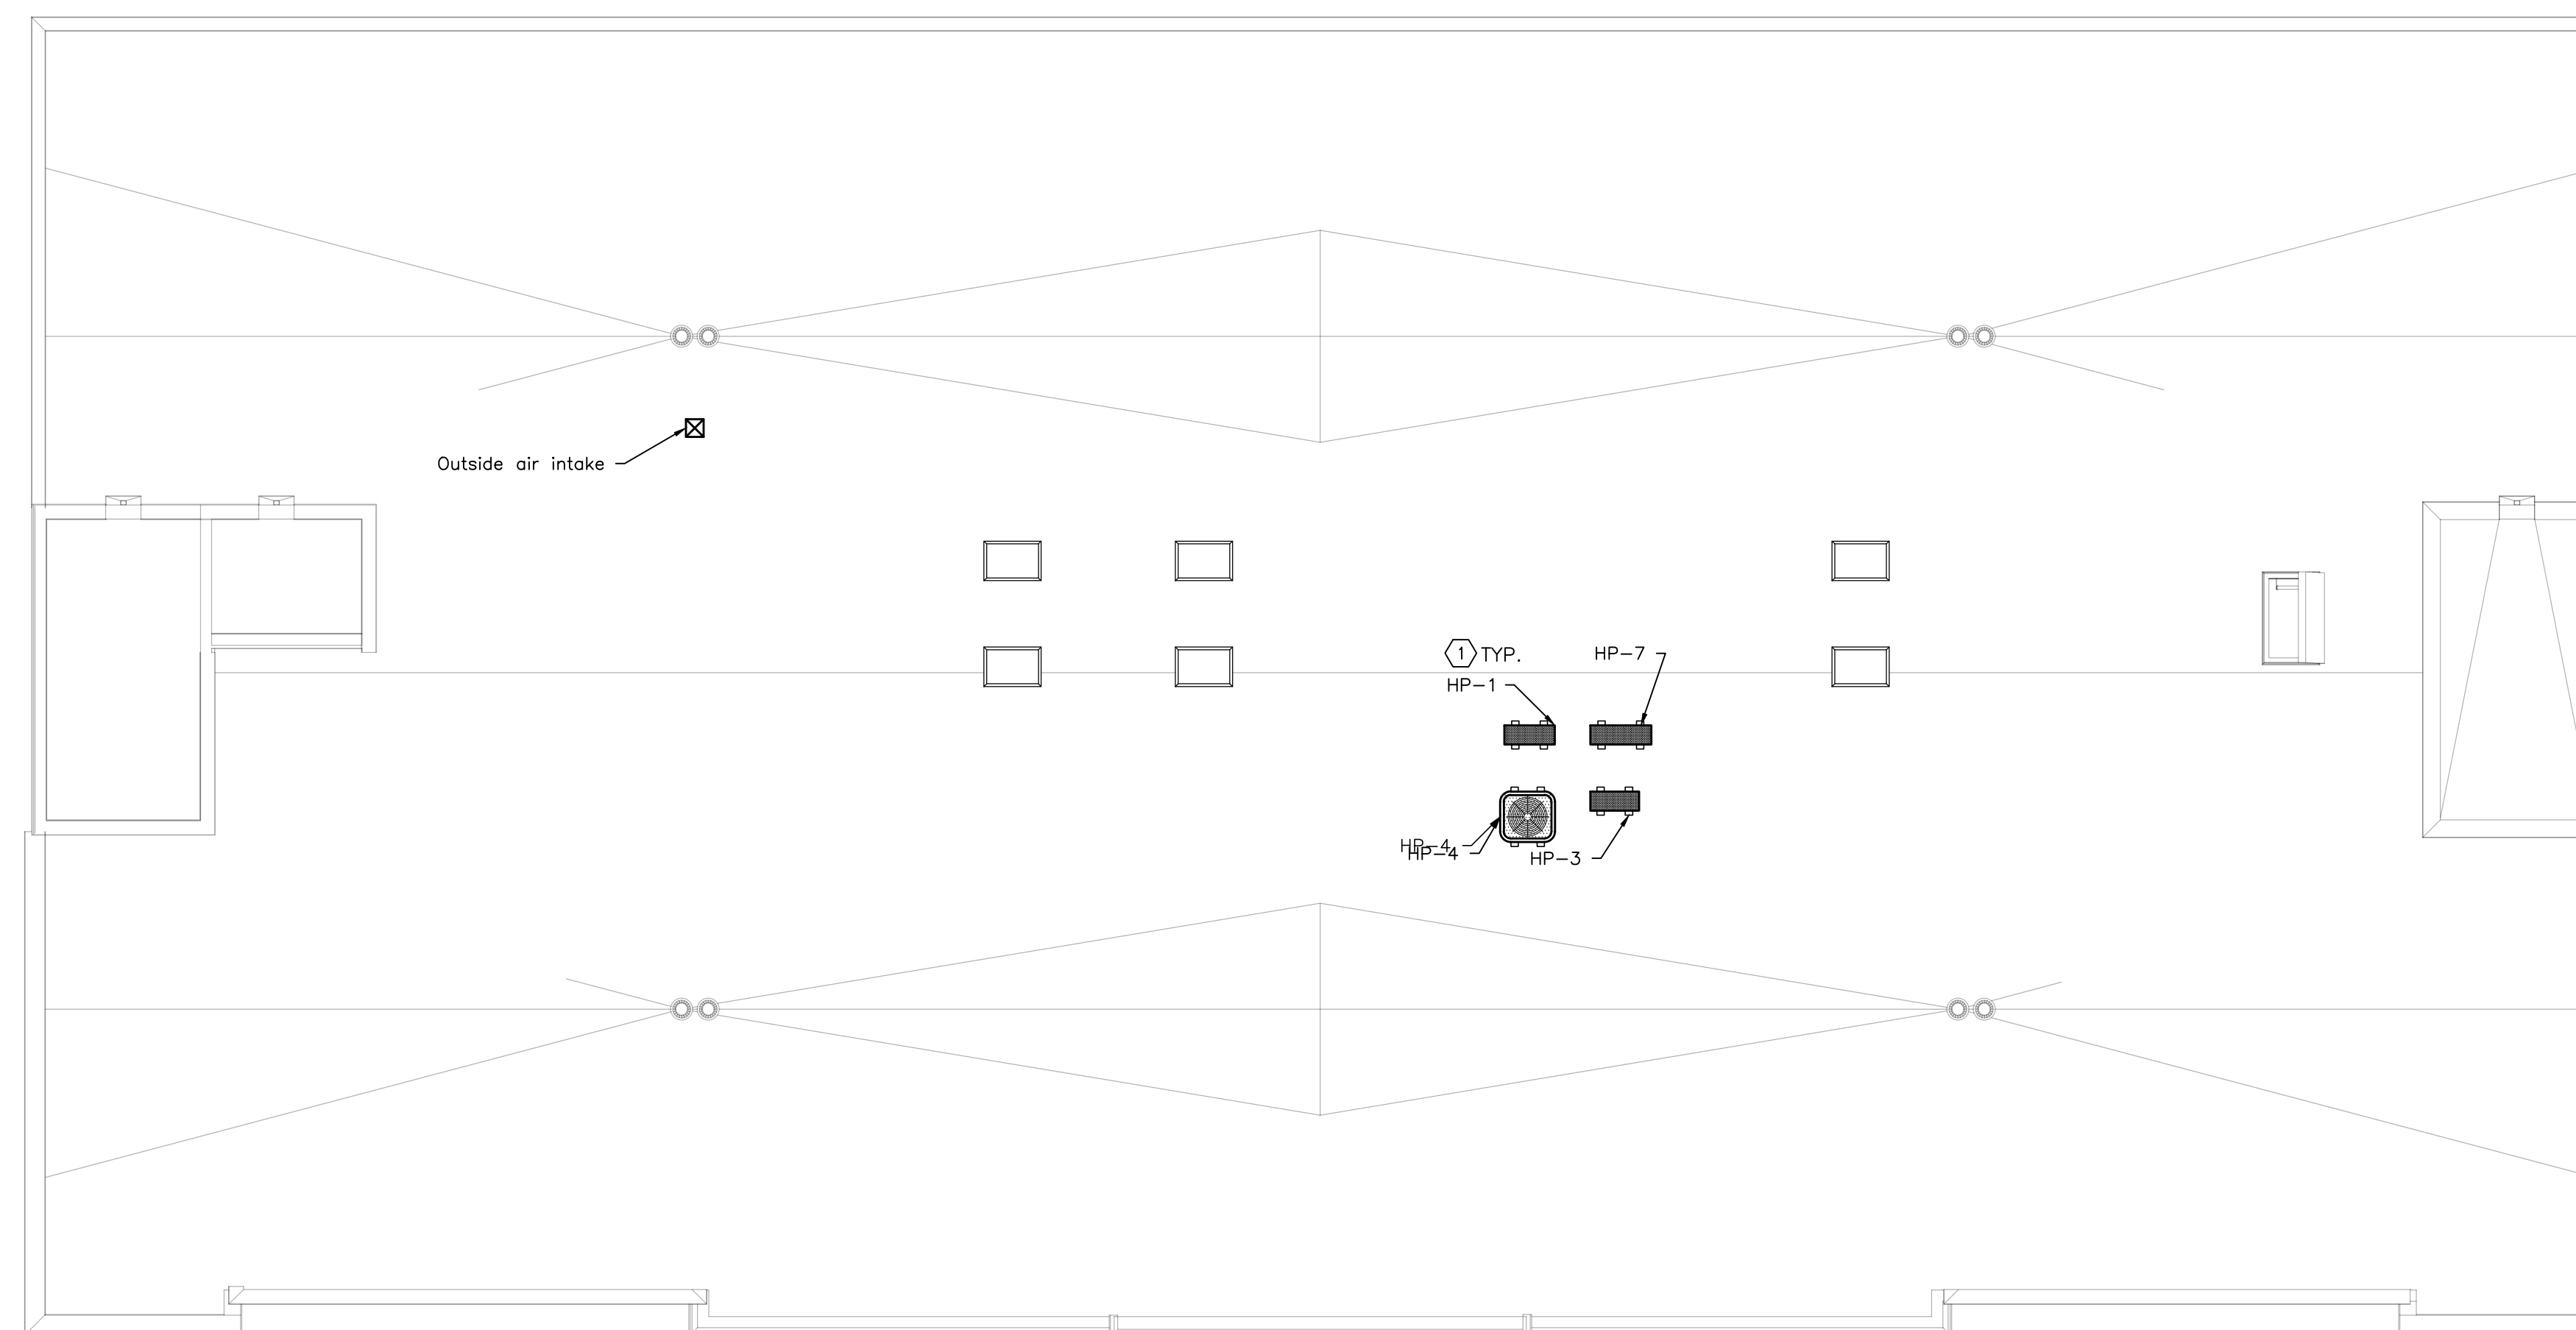 Outside air intake
1 TYP.
HP-7
HP-1
HP-4
HP-4
HP-3